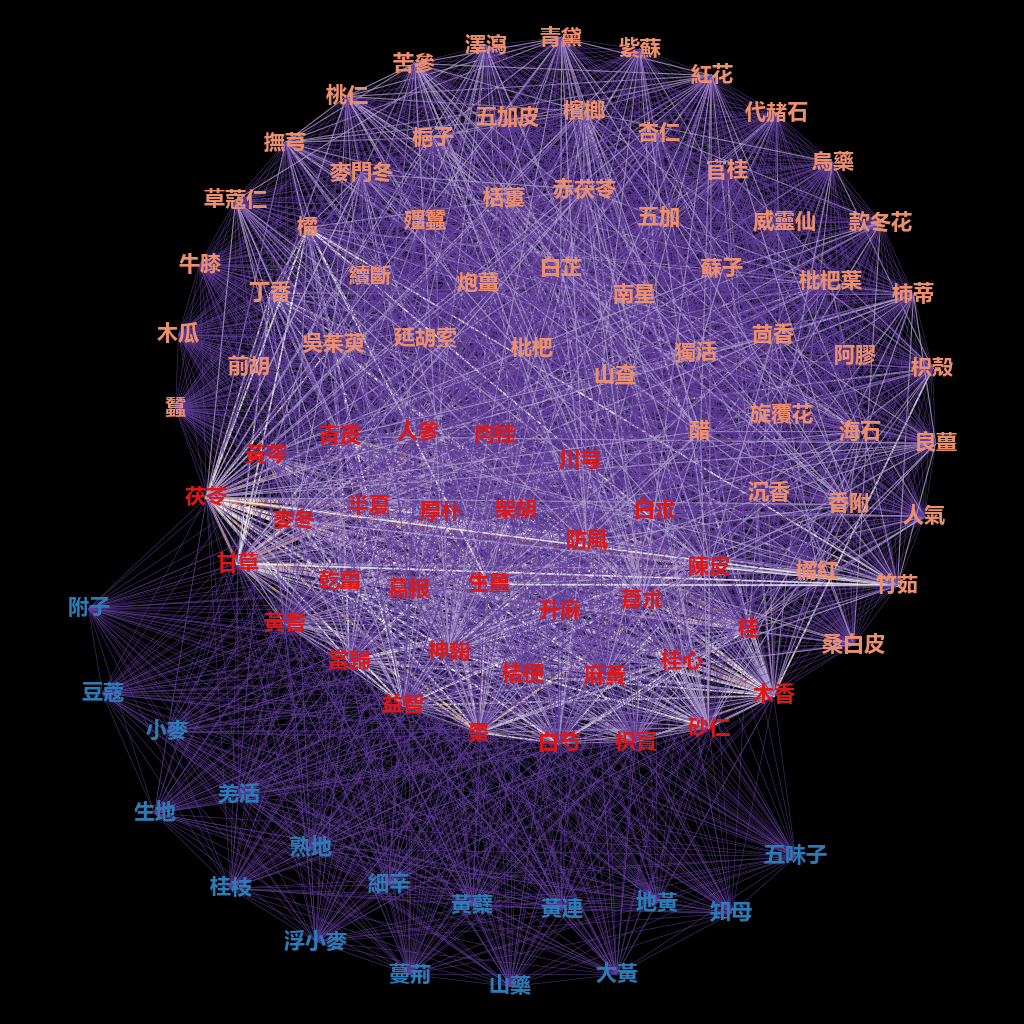 青黛
澤瀉
紫蘇
苦參
紅花
桃仁
五加皮
檳榔
代赭石
梔子
杏仁
撫芎
烏藥
麥門冬
官桂
草蔻仁
栝蔞
赤茯苓
殭蠶
五加
威靈仙
款冬花
橘
牛膝
續斷
白芷
蘇子
丁香
炮薑
南星
枇杷葉
柿蒂
木瓜
吳茱萸
延胡索
枇杷
獨活
茴香
阿膠
前胡
山查
枳殼
蠶
旋覆花
青皮
人參
肉桂
醋
海石
良薑
黃芩
川芎
茯苓
半夏
厚朴
柴胡
白朮
沉香
香附
人氣
麥冬
防風
甘草
陳皮
橘紅
竹茹
乾薑
葛根
生薑
升麻
蒼朮
附子
黃耆
桂
桑白皮
當歸
神麴
桔梗
麻黃
桂心
豆蔻
益智
木香
小麥
棗
白芍
枳實
砂仁
羌活
生地
熟地
五味子
桂枝
細辛
黃檗
黃連
地黃
知母
浮小麥
蔓荊
山藥
大黃